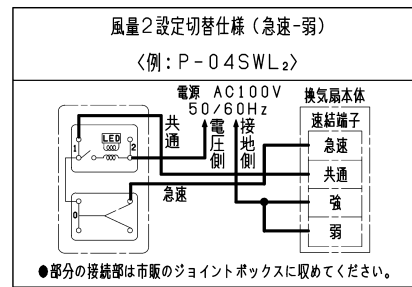 風量2設定切替仕様(急速-弱)
〈例:P-04SWL₂〉
電源 AC100V
50/60Hz
換気扇本体
速結端子
急速
共通
強
弱
共通
電圧側
接地側
LED
1
2
急速
0
●部分の接続部は市販のジョイントボックスに収めてください。